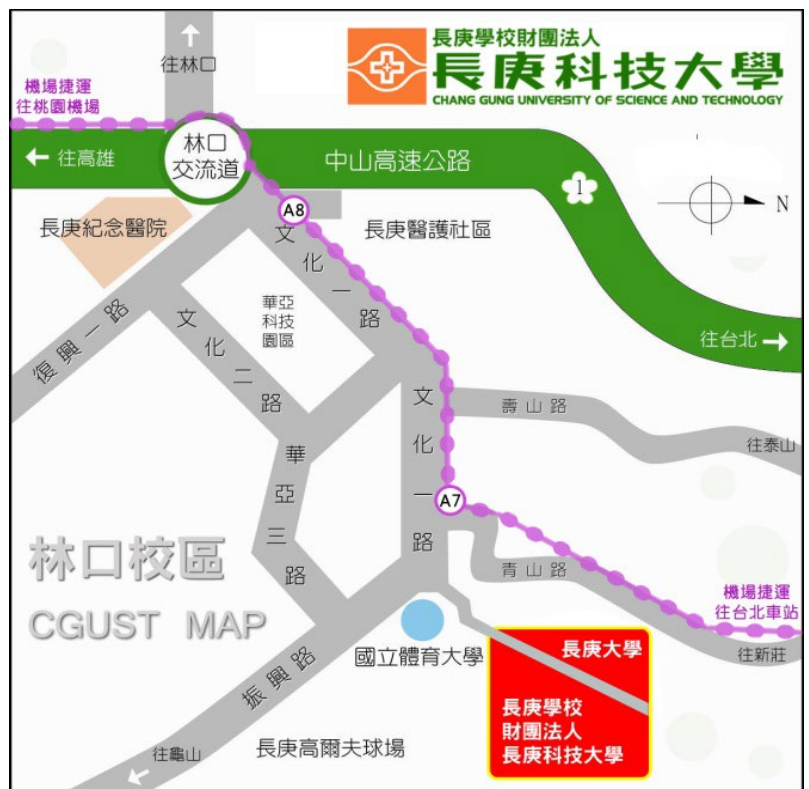 長庚學校財團法人
長庚科技大學
CHANG GUNG UNIVERSITY OF SCIENCE AND TECHNOLOGY
往林口
機場捷運
往桃園機場
林口
交流道
往高雄
中山高速公路
1
N
A8
長庚紀念醫院
長庚醫護社區
文化一路
華亞
科技
園區
復興一路
文化二路
往台北
文化一路
壽山路
往泰山
華亞三路
A7
林口校區
CGUST MAP
青山路
機場捷運
往台北車站
往新莊
國立體育大學
振興路
長庚大學
長庚學校
財團法人
長庚科技大學
往龜山
長庚高爾夫球場